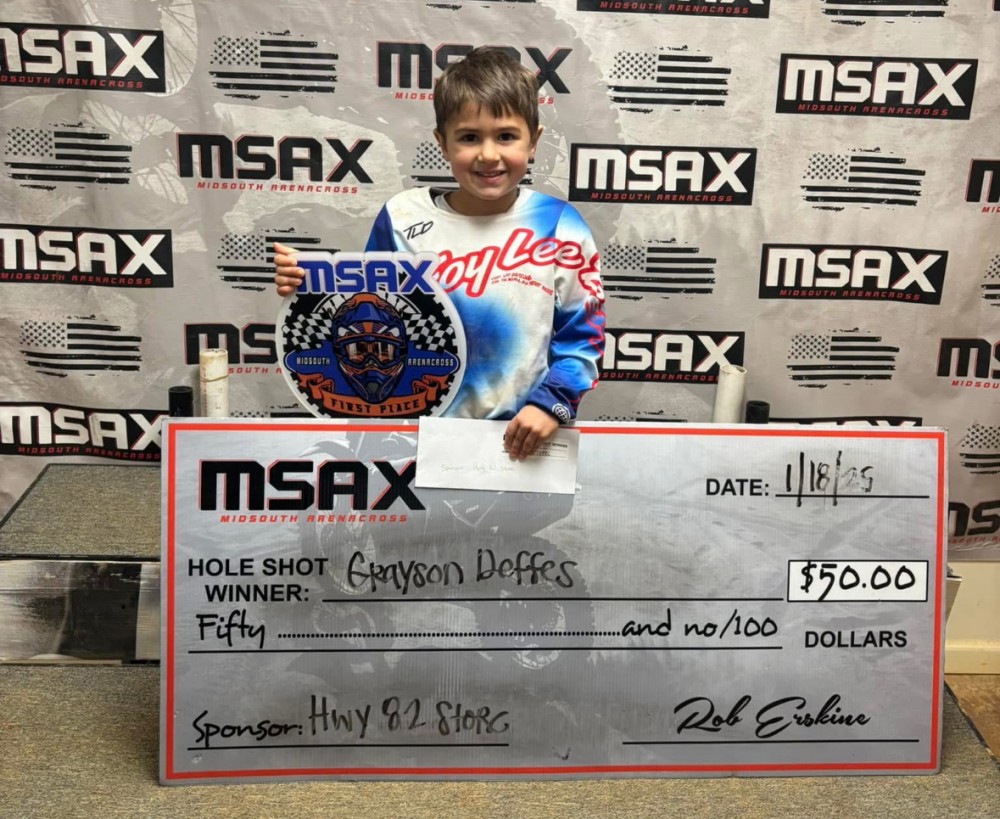 MSAX
MIDSOUTH ARENACROSS
TLD
Troy Lee
MSAX
MIDSOUTH ARENACROSS
FIRST PLACE
MSAX
MIDSOUTH ARENACROSS
DATE: 1/18/25
HOLE SHOT WINNER: Grayson Deffes
$50.00
Fifty ........ and no/100 DOLLARS
Sponsor: Hwy 82 Store
Rob Erskine